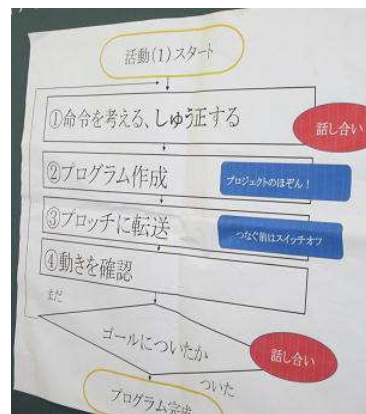 活動(1)スタート
①命令を考える、しゅう正する
話し合い
②プログラム作成
プロジェクトのほぞん!
③プロッチに転送
つなぐ前はスイッチオフ
④動きを確認
まだ
ゴールについたか
話し合い
ついた
プログラム完成